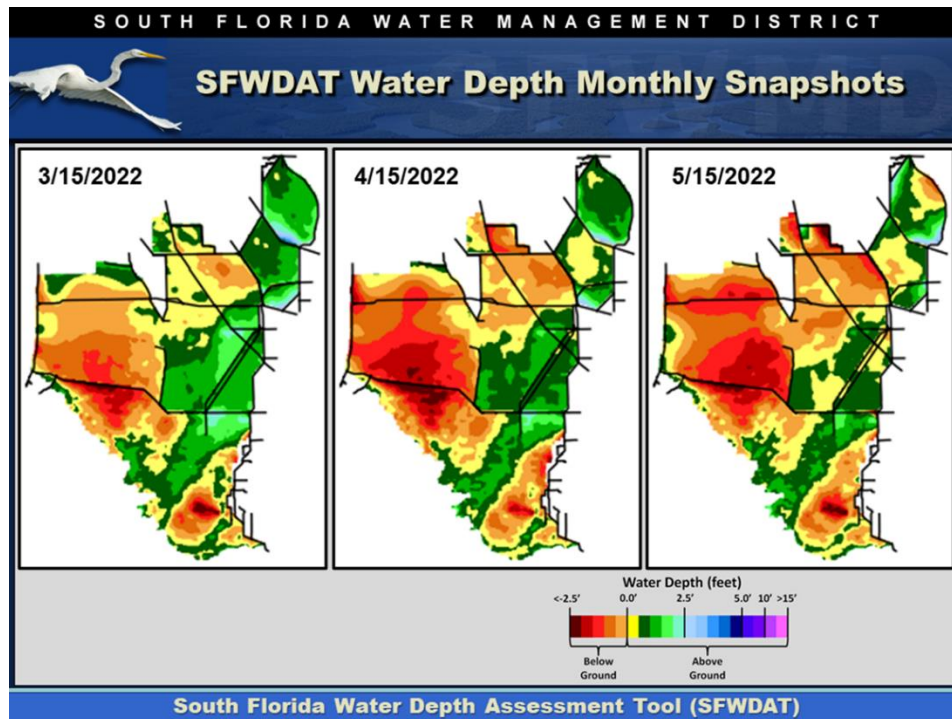 SOUTH FLORIDA WATER MANAGEMENT DISTRICT
SFWDAT Water Depth Monthly Snapshots
3/15/2022
4/15/2022
5/15/2022
Water Depth (feet)
<-2.5' 0.0' 2.5' 5.0' 10' >15'
Below Ground
Above Ground
South Florida Water Depth Assessment Tool (SFWDAT)